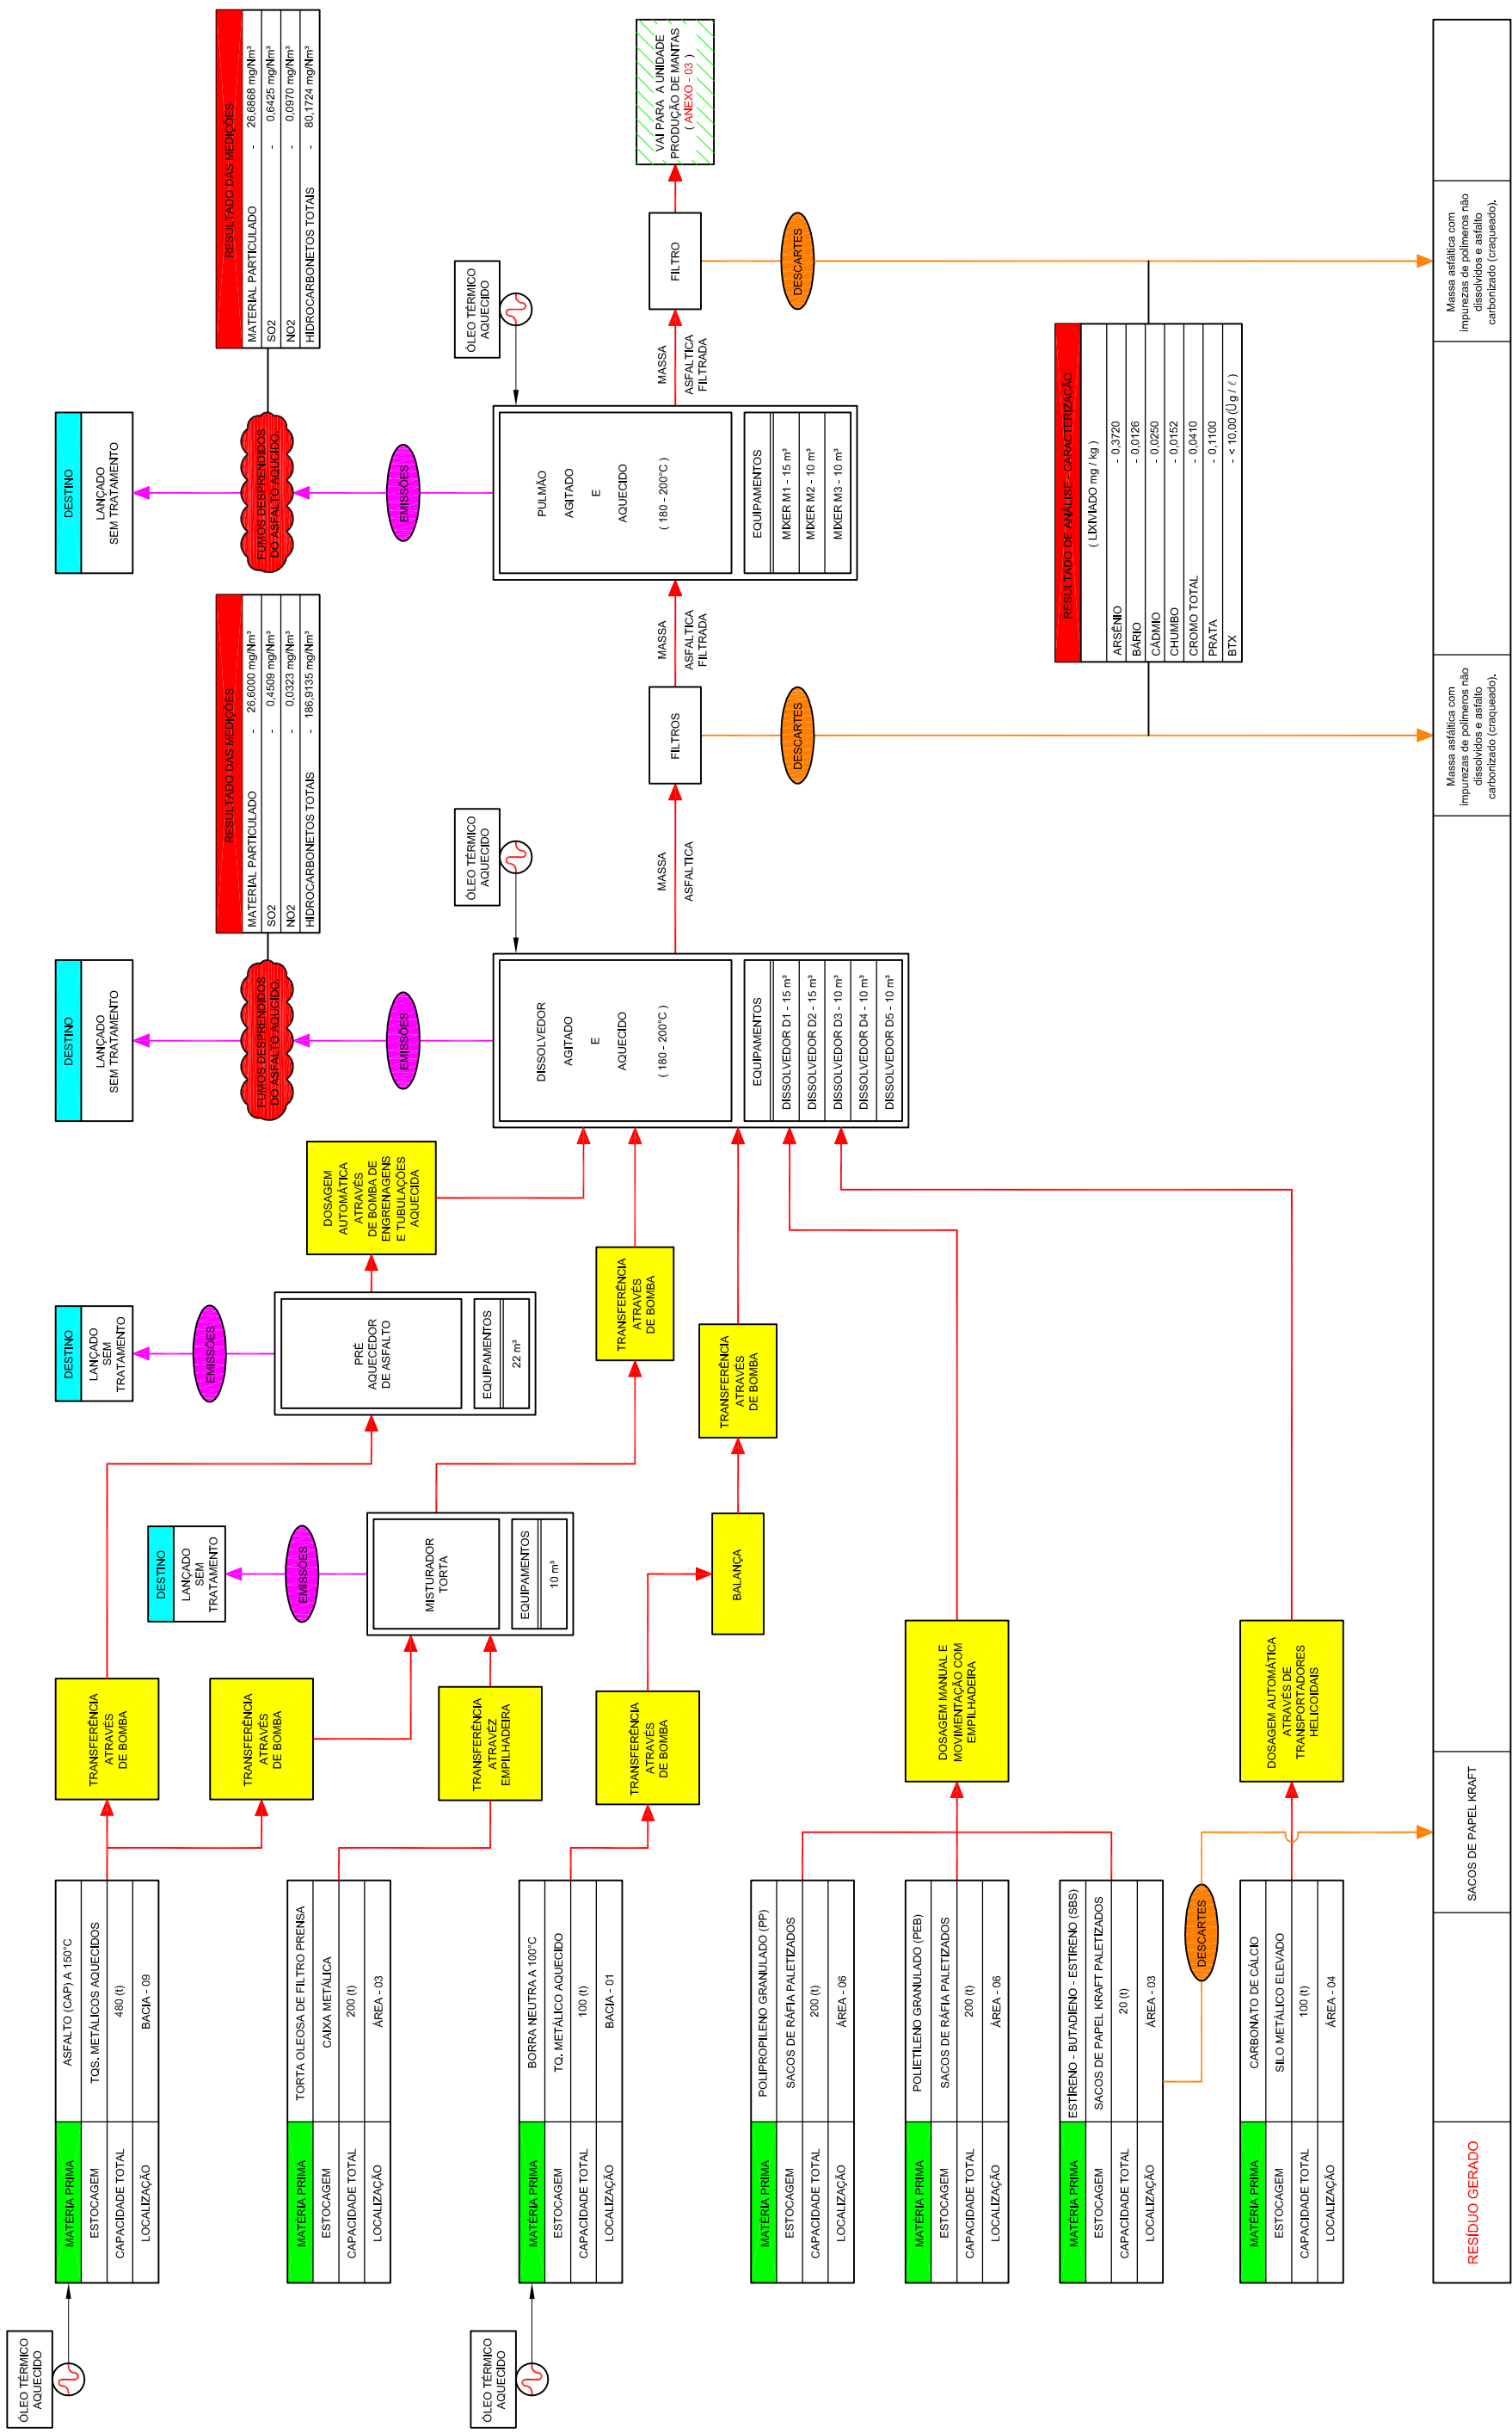 ÓLEO TÉRMICO
AQUECIDO
MATÉRIA PRIMA
ASFALTO (CAP) A 150°C
ESTOCAGEM
TQS. METÁLICOS AQUECIDOS
CAPACIDADE TOTAL
480 (t)
LOCALIZAÇÃO
BACIA - 09
MATÉRIA PRIMA
TORTA OLEOSA DE FILTRO PRENSA
ESTOCAGEM
CAIXA METÁLICA
CAPACIDADE TOTAL
200 (t)
LOCALIZAÇÃO
ÁREA - 03
ÓLEO TÉRMICO
AQUECIDO
MATÉRIA PRIMA
BORRA NEUTRA A 100°C
ESTOCAGEM
TQ. METÁLICO AQUECIDO
CAPACIDADE TOTAL
100 (t)
LOCALIZAÇÃO
BACIA - 01
MATÉRIA PRIMA
POLIPROPILENO GRANULADO (PP)
ESTOCAGEM
SACOS DE RÁFIA PALETIZADOS
CAPACIDADE TOTAL
200 (t)
LOCALIZAÇÃO
ÁREA - 06
MATÉRIA PRIMA
POLIETILENO GRANULADO (PEB)
ESTOCAGEM
SACOS DE RÁFIA PALETIZADOS
CAPACIDADE TOTAL
200 (t)
LOCALIZAÇÃO
ÁREA - 06
MATÉRIA PRIMA
ESTÍRENO - BUTADIENO - ESTIRENO (SBS)
ESTOCAGEM
SACOS DE PAPEL KRAFT PALETIZADOS
CAPACIDADE TOTAL
20 (t)
LOCALIZAÇÃO
ÁREA - 03
MATÉRIA PRIMA
CARBONATO DE CÁLCIO
ESTOCAGEM
SILO METÁLICO ELEVADO
CAPACIDADE TOTAL
100 (t)
LOCALIZAÇÃO
ÁREA - 04
DESCARTES
TRANSFERÊNCIA
ATRAVÉS
DE BOMBA
TRANSFERÊNCIA
ATRAVÉS
DE BOMBA
TRANSFERÊNCIA
ATRAVÉZ
EMPILHADEIRA
TRANSFERÊNCIA
ATRAVÉS
DE BOMBA
DOSAGEM MANUAL E
MOVIMENTAÇÃO COM
EMPILHADEIRA
DOSAGEM AUTOMÁTICA
ATRAVÉS DE
TRANSPORTADORES
HELICOIDAIS
DESTINO
LANÇADO
SEM
TRATAMENTO
EMISSÕES
MISTURADOR
TORTA
EQUIPAMENTOS
10 m³
BALANÇA
DESTINO
LANÇADO
SEM
TRATAMENTO
EMISSÕES
PRÉ
AQUECEDOR
DE ASFALTO
EQUIPAMENTOS
22 m³
TRANSFERÊNCIA
ATRAVÉS
DE BOMBA
TRANSFERÊNCIA
ATRAVÉS
DE BOMBA
DOSAGEM
AUTOMÁTICA
ATRAVÉS
DE BOMBA DE
ENGRENAGENS
E TUBULAÇÕES
AQUECIDA
DESTINO
LANÇADO
SEM TRATAMENTO
FUMOS DESPRENDIDOS
DO ASFALTO AQUCIDO.
RESULTADO DAS MEDIÇÕES
MATERIAL PARTICULADO - 26,6000 mg/Nm³
SO2 - 0,4509 mg/Nm³
NO2 - 0,0323 mg/Nm³
HIDROCARBONETOS TOTAIS - 186,9135 mg/Nm³
EMISSÕES
ÓLEO TÉRMICO
AQUECIDO
DISSOLVEDOR
AGITADO
E
AQUECIDO
( 180 - 200°C )
EQUIPAMENTOS
DISSOLVEDOR D1 - 15 m³
DISSOLVEDOR D2 - 15 m³
DISSOLVEDOR D3 - 10 m³
DISSOLVEDOR D4 - 10 m³
DISSOLVEDOR D5 - 10 m³
MASSA
ASFALTICA
FILTROS
DESCARTES
MASSA
ASFALTICA
FILTRADA
DESTINO
LANÇADO
SEM TRATAMENTO
FUMOS DESPRENDIDOS
DO ASFALTO AQUCIDO.
RESULTADO DAS MEDIÇÕES
MATERIAL PARTICULADO - 26,6868 mg/Nm³
SO2 - 0,6425 mg/Nm³
NO2 - 0,0970 mg/Nm³
HIDROCARBONETOS TOTAIS - 80,1724 mg/Nm³
EMISSÕES
ÓLEO TÉRMICO
AQUECIDO
PULMÃO
AGITADO
E
AQUECIDO
( 180 - 200°C )
EQUIPAMENTOS
MIXER M1 - 15 m³
MIXER M2 - 10 m³
MIXER M3 - 10 m³
MASSA
ASFALTICA
FILTRADA
FILTRO
DESCARTES
VAI PARA A UNIDADE
PRODUÇÃO DE MANTAS
( ANEXO - 03 )
RESULTADO DE ANÁLISE - CARACTERIZAÇÃO
( LIXIVIADO mg / kg )
ARSÊNIO - 0,3720
BÁRIO - 0,0126
CÁDMIO - 0,0250
CHUMBO - 0,0152
CROMO TOTAL - 0,0410
PRATA - 0,1100
BTX - < 10,00 (Ùg / ℓ )
RESÍDUO GERADO
SACOS DE PAPEL KRAFT
Massa asfáltica com
impurezas de polímeros não
dissolvidos e asfalto
carbonizado (craqueado).
Massa asfáltica com
impurezas de polímeros não
dissolvidos e asfalto
carbonizado (craqueado).